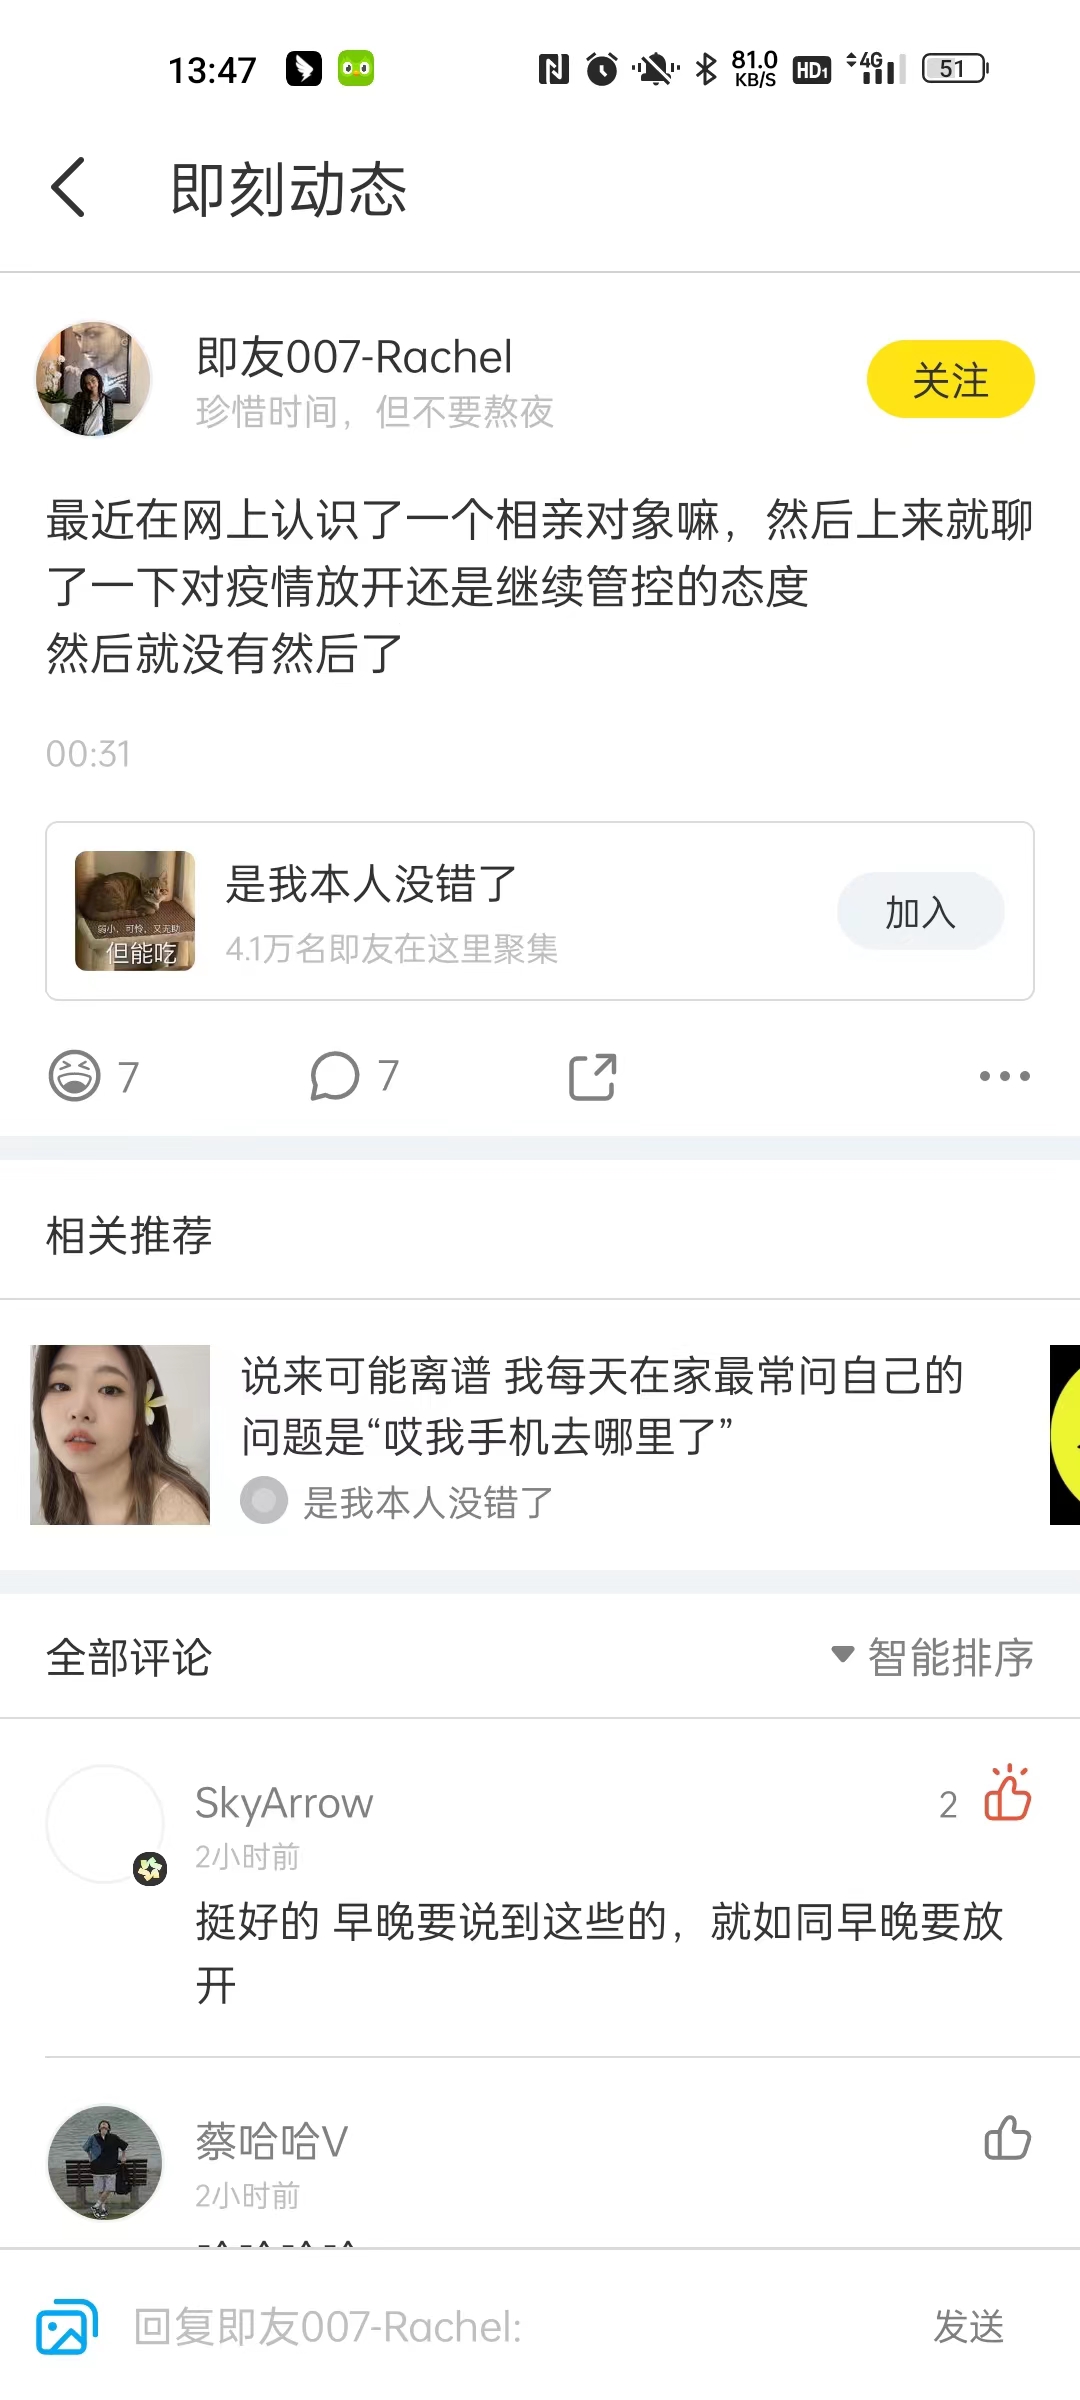 13:47
81.0
KB/S
HD1
4G
51
即刻动态
即友007-Rachel
关注
珍惜时间，但不要熬夜
最近在网上认识了一个相亲对象嘛，然后上来就聊
了一下对疫情放开还是继续管控的态度
然后就没有然后了
00:31
弱小、可怜、又无助
但能吃
是我本人没错了
4.1万名即友在这里聚集
加入
7
7
相关推荐
说来可能离谱 我每天在家最常问自己的
问题是“哎我手机去哪里了”
是我本人没错了
全部评论
智能排序
SkyArrow
2
2小时前
挺好的 早晚要说到这些的，就如同早晚要放
开
蔡哈哈V
2小时前
回复即友007-Rachel:
发送